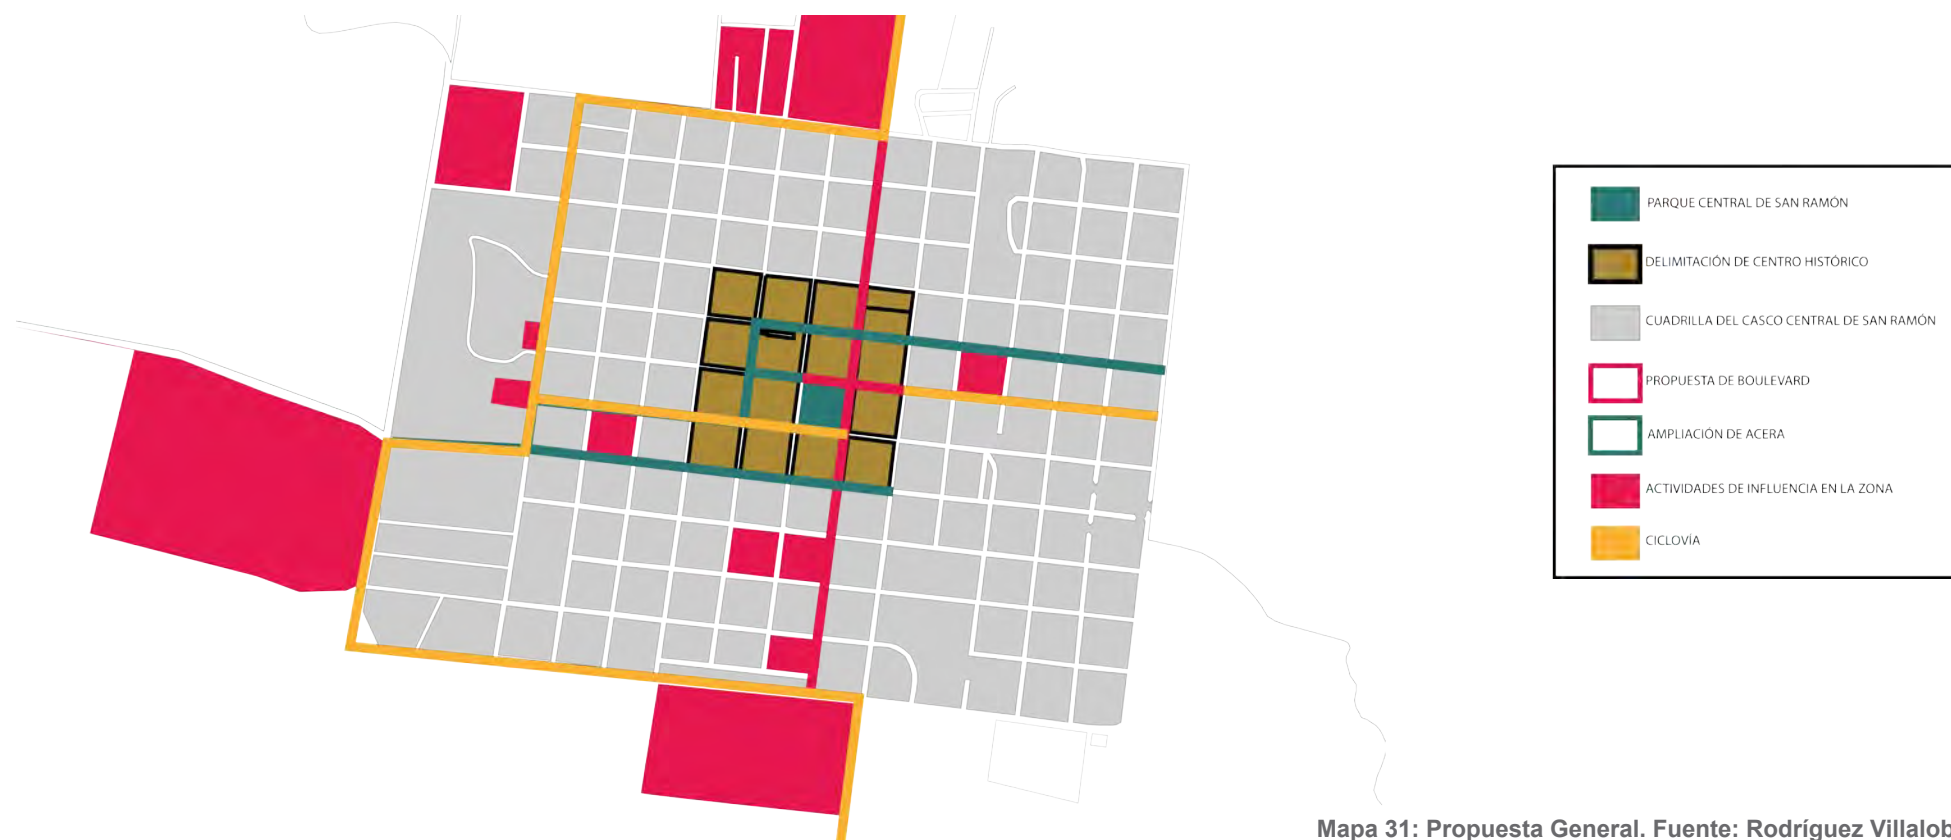 PARQUE CENTRAL DE SAN RAMÓN
DELIMITACIÓN DE CENTRO HISTÓRICO
CUADRILLA DEL CASCO CENTRAL DE SAN RAMÓN
PROPUESTA DE BOULEVARD
AMPLIACIÓN DE ACERA
ACTIVIDADES DE INFLUENCIA EN LA ZONA
CICLOVÍA
Mapa 31: Propuesta General. Fuente: Rodríguez Villalob